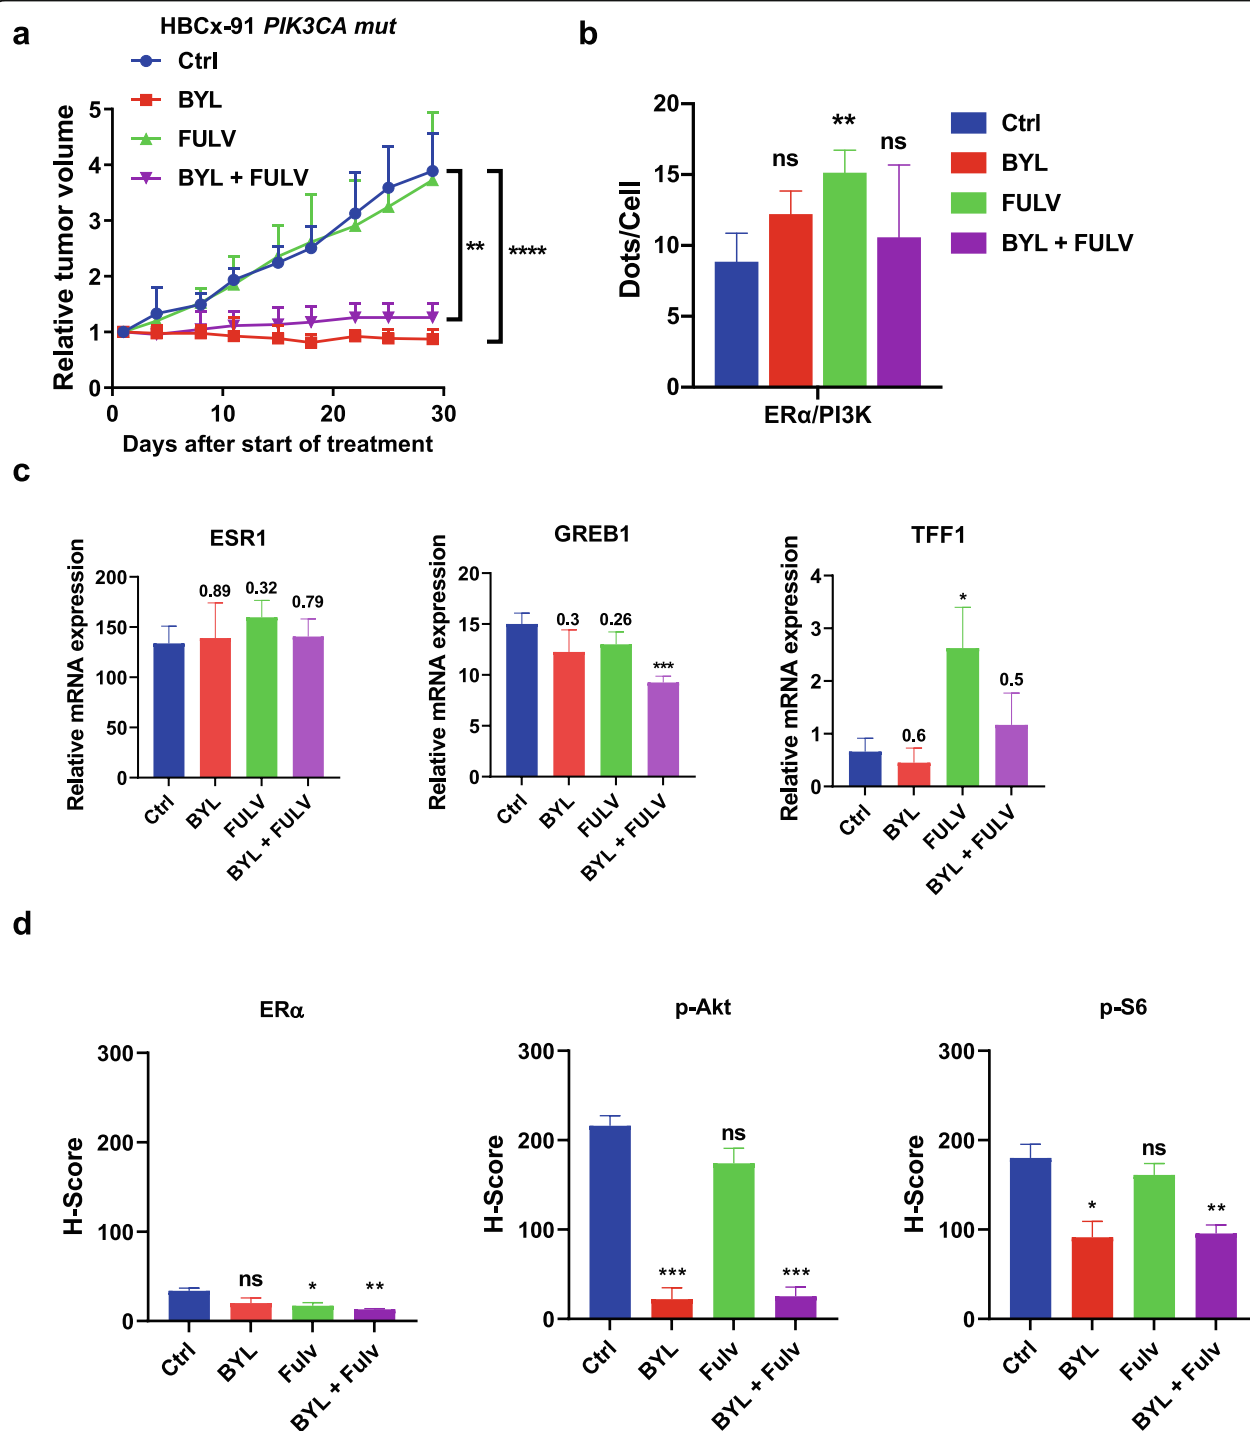 a
HBCx-91 PIK3CA mut
Ctrl
BYL
FULV
BYL + FULV
Relative tumor volume
5
4
3
2
1
0
0 10 20 30
Days after start of treatment
** ****
b
Dots/Cell
20
15
10
5
0
ns ** ns
ERα/PI3K
Ctrl
BYL
FULV
BYL + FULV
c
ESR1
Relative mRNA expression
200
150
100
50
0
0.89 0.32 0.79
Ctrl BYL FULV BYL + FULV
GREB1
Relative mRNA expression
20
15
10
5
0
0.3 0.26 ***
Ctrl BYL FULV BYL + FULV
TFF1
Relative mRNA expression
4
3
2
1
0
0.6 * 0.5
Ctrl BYL FULV BYL + FULV
d
ERα
H-Score
300
200
100
0
ns * **
Ctrl BYL Fulv BYL + Fulv
p-Akt
H-Score
300
200
100
0
*** ns ***
Ctrl BYL Fulv BYL + Fulv
p-S6
H-Score
300
200
100
0
* ns **
Ctrl BYL Fulv BYL + Fulv